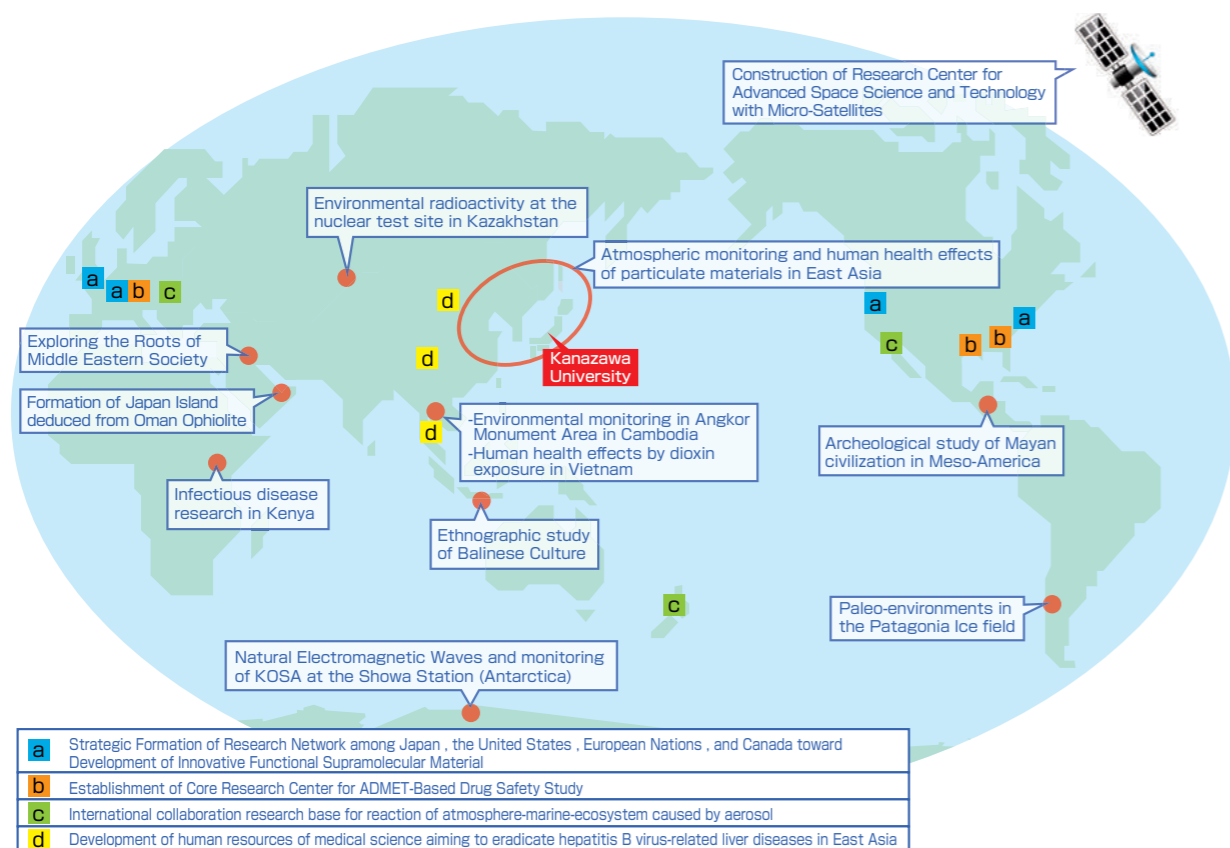 Construction of Research Center for
Advanced Space Science and Technology
with Micro-Satellites
Environmental radioactivity at the
nuclear test site in Kazakhstan
Atmospheric monitoring and human health effects
of particulate materials in East Asia
a
a
b
c
d
d
d
Kanazawa
University
a
c
b
b
a
Exploring the Roots of
Middle Eastern Society
Formation of Japan Island
deduced from Oman Ophiolite
-Environmental monitoring in Angkor
Monument Area in Cambodia
-Human health effects by dioxin
exposure in Vietnam
Archeological study of Mayan
civilization in Meso-America
Infectious disease
research in Kenya
Ethnographic study
of Balinese Culture
c
Paleo-environments in
the Patagonia Ice field
Natural Electromagnetic Waves and monitoring
of KOSA at the Showa Station (Antarctica)
a Strategic Formation of Research Network among Japan , the United States , European Nations , and Canada toward
Development of Innovative Functional Supramolecular Material
b Establishment of Core Research Center for ADMET-Based Drug Safety Study
c International collaboration research base for reaction of atmosphere-marine-ecosystem caused by aerosol
d Development of human resources of medical science aiming to eradicate hepatitis B virus-related liver diseases in East Asia